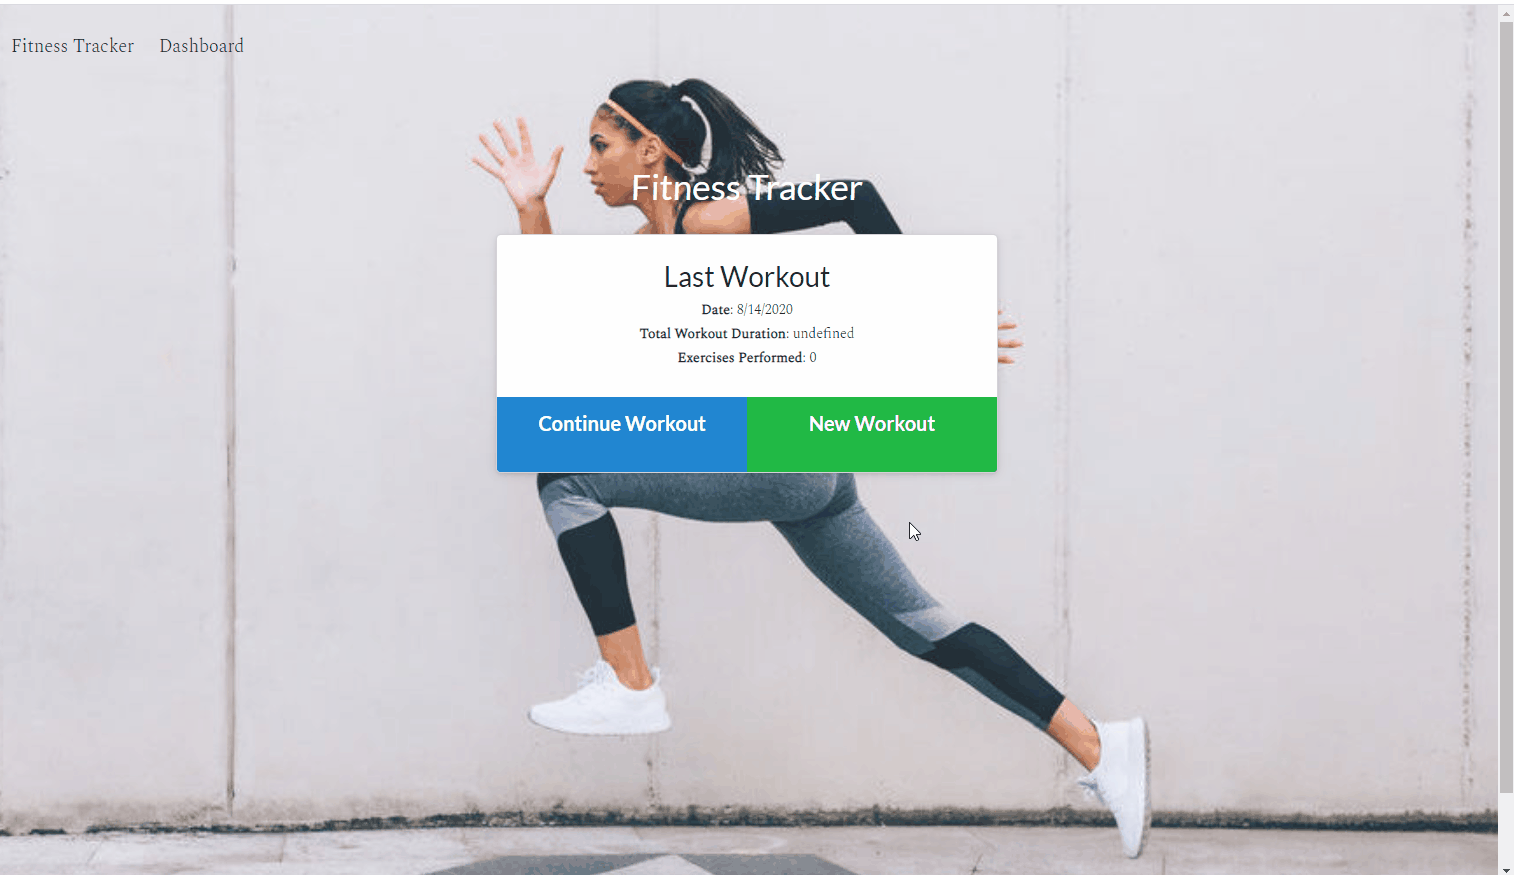 Fitness Tracker Dashboard
Fitness Tracker
Last Workout
Date: 8/14/2020
Total Workout Duration: undefined
Exercises Performed: 0
Continue Workout New Workout